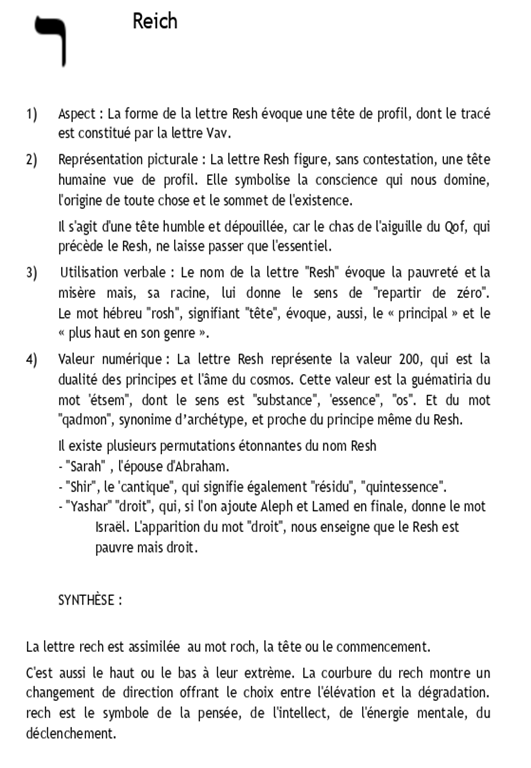 ר
Reich
1) Aspect : La forme de la lettre Resh évoque une tête de profil, dont le tracé
est constitué par la lettre Vav.
2) Représentation picturale : La lettre Resh figure, sans contestation, une tête
humaine vue de profil. Elle symbolise la conscience qui nous domine,
l'origine de toute chose et le sommet de l'existence.
Il s'agit d'une tête humble et dépouillée, car le chas de l'aiguille du Qof, qui
précède le Resh, ne laisse passer que l'essentiel.
3) Utilisation verbale : Le nom de la lettre "Resh" évoque la pauvreté et la
misère mais, sa racine, lui donne le sens de "repartir de zéro".
Le mot hébreu "rosh", signifiant "tête", évoque, aussi, le « principal » et le
« plus haut en son genre ».
4) Valeur numérique : La lettre Resh représente la valeur 200, qui est la
dualité des principes et l'âme du cosmos. Cette valeur est la guématiria du
mot 'étsem", dont le sens est "substance", 'essence", "os". Et du mot
"qadmon", synonime d’archétype, et proche du principe même du Resh.
Il existe plusieurs permutations étonnantes du nom Resh
- "Sarah" , l'épouse d'Abraham.
- "Shir", le 'cantique", qui signifie également "résidu", "quintessence".
- "Yashar" "droit", qui, si l'on ajoute Aleph et Lamed en finale, donne le mot
Israël. L'apparition du mot "droit", nous enseigne que le Resh est
pauvre mais droit.
SYNTHÈSE :
La lettre rech est assimilée au mot roch, la tête ou le commencement.
C'est aussi le haut ou le bas à leur extrème. La courbure du rech montre un
changement de direction offrant le choix entre l'élévation et la dégradation.
rech est le symbole de la pensée, de l'intellect, de l'énergie mentale, du
déclenchement.